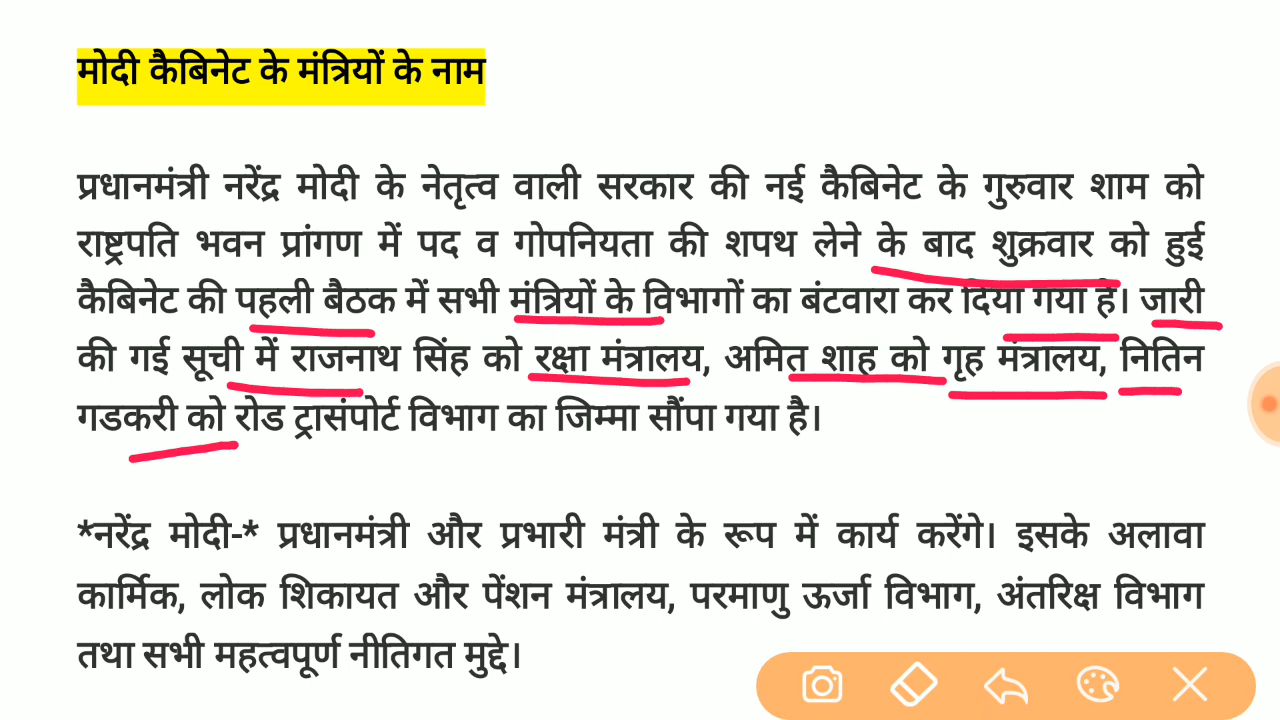 मोदी कैबिनेट के मंत्रियों के नाम
प्रधानमंत्री नरेंद्र मोदी के नेतृत्व वाली सरकार की नई कैबिनेट के गुरुवार शाम को
राष्ट्रपति भवन प्रांगण में पद व गोपनियता की शपथ लेने के बाद शुक्रवार को हुई
कैबिनेट की पहली बैठक में सभी मंत्रियों के विभागों का बंटवारा कर दिया गया है। जारी
की गई सूची में राजनाथ सिंह को रक्षा मंत्रालय, अमित शाह को गृह मंत्रालय, नितिन
गडकरी को रोड ट्रासंपोर्ट विभाग का जिम्मा सौंपा गया है।
*नरेंद्र मोदी-* प्रधानमंत्री और प्रभारी मंत्री के रूप में कार्य करेंगे। इसके अलावा
कार्मिक, लोक शिकायत और पेंशन मंत्रालय, परमाणु ऊर्जा विभाग, अंतरिक्ष विभाग
तथा सभी महत्वपूर्ण नीतिगत मुद्दे।